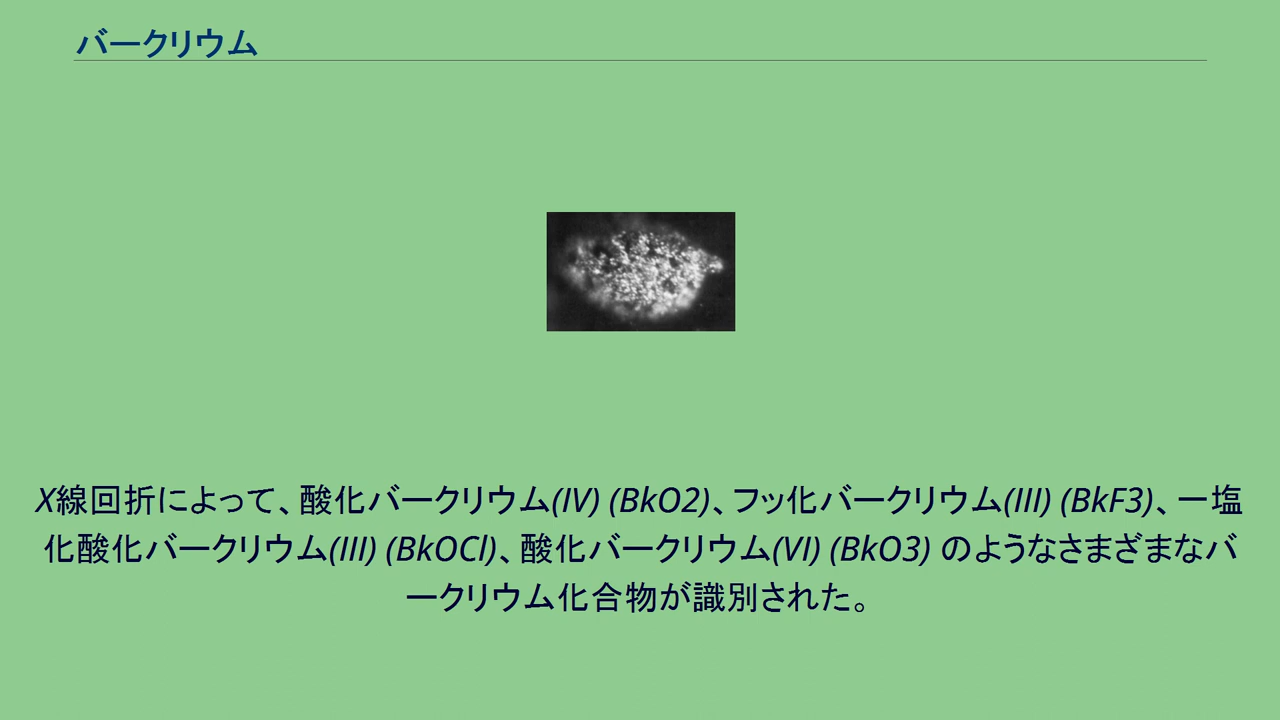 バークリウム
X線回折によって、酸化バークリウム(IV) (BkO2)、フッ化バークリウム(III) (BkF3)、一塩
化酸化バークリウム(III) (BkOCl)、酸化バークリウム(VI) (BkO3) のようなさまざまなバ
ークリウム化合物が識別された。